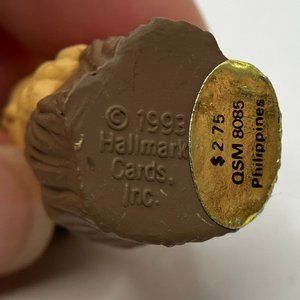 © 1993
Hallmark
Cards,
Inc.
$ 2.75
QSM 8085
Philippines